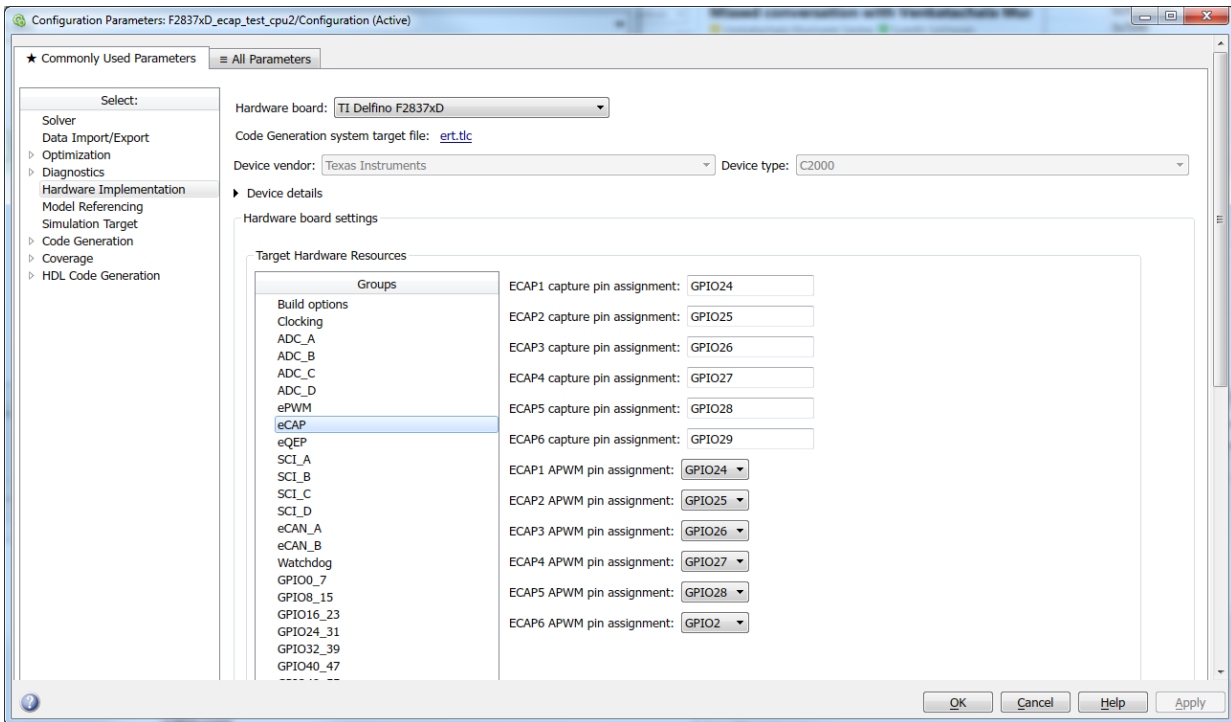 Configuration Parameters: F2837xD_ecap_test_cpu2/Configuration (Active)
★ Commonly Used Parameters
≡ All Parameters
Select:
Solver
Data Import/Export
Optimization
Diagnostics
Hardware Implementation
Model Referencing
Simulation Target
Code Generation
Coverage
HDL Code Generation
Hardware board: TI Delfino F2837xD
Code Generation system target file: ert.tlc
Device vendor: Texas Instruments Device type: C2000
Device details
Hardware board settings
Target Hardware Resources
Groups
Build options
Clocking
ADC_A
ADC_B
ADC_C
ADC_D
ePWM
eCAP
eQEP
SCI_A
SCI_B
SCI_C
SCI_D
eCAN_A
eCAN_B
Watchdog
GPIO0_7
GPIO8_15
GPIO16_23
GPIO24_31
GPIO32_39
GPIO40_47
ECAP1 capture pin assignment: GPIO24
ECAP2 capture pin assignment: GPIO25
ECAP3 capture pin assignment: GPIO26
ECAP4 capture pin assignment: GPIO27
ECAP5 capture pin assignment: GPIO28
ECAP6 capture pin assignment: GPIO29
ECAP1 APWM pin assignment: GPIO24
ECAP2 APWM pin assignment: GPIO25
ECAP3 APWM pin assignment: GPIO26
ECAP4 APWM pin assignment: GPIO27
ECAP5 APWM pin assignment: GPIO28
ECAP6 APWM pin assignment: GPIO2
OK
Cancel
Help
Apply